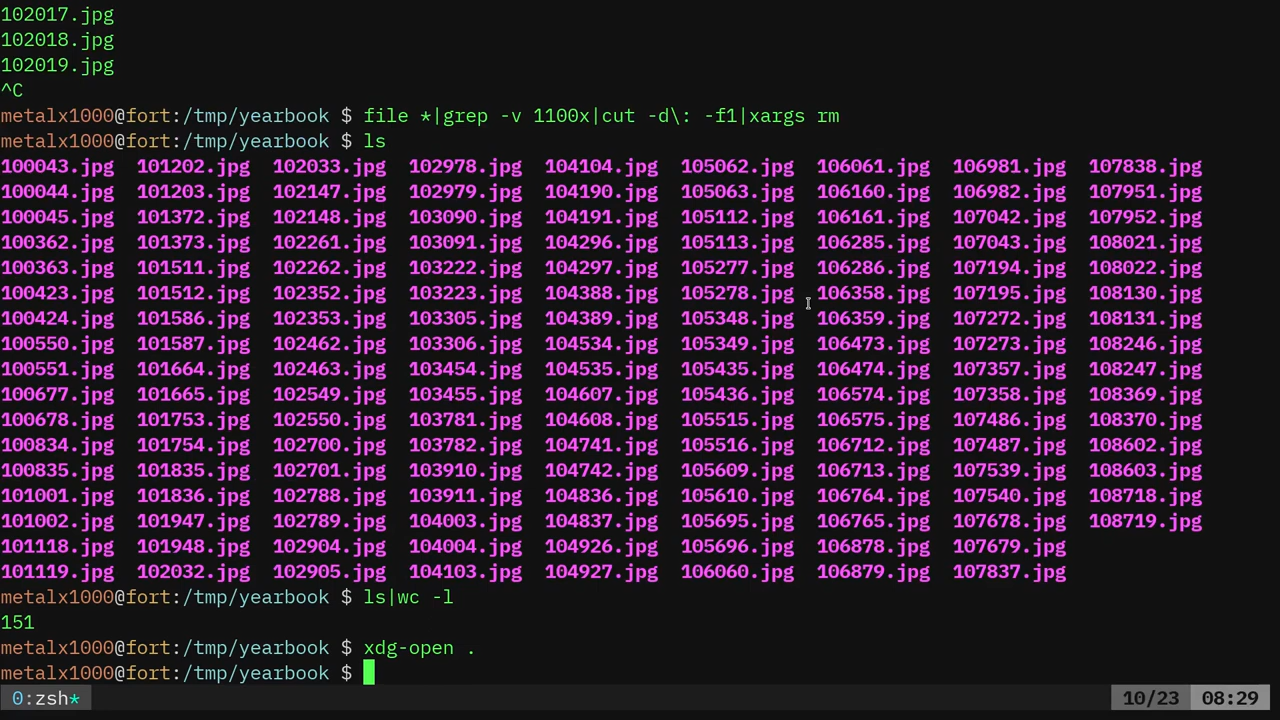 102017.jpg
102018.jpg
102019.jpg
^C
metalx1000@fort:/tmp/yearbook $ file *|grep -v 1100x|cut -d\: -f1|xargs rm
metalx1000@fort:/tmp/yearbook $ ls
100043.jpg 101202.jpg 102033.jpg 102978.jpg 104104.jpg 105062.jpg 106061.jpg 106981.jpg 107838.jpg
100044.jpg 101203.jpg 102147.jpg 102979.jpg 104190.jpg 105063.jpg 106160.jpg 106982.jpg 107951.jpg
100045.jpg 101372.jpg 102148.jpg 103090.jpg 104191.jpg 105112.jpg 106161.jpg 107042.jpg 107952.jpg
100362.jpg 101373.jpg 102261.jpg 103091.jpg 104296.jpg 105113.jpg 106285.jpg 107043.jpg 108021.jpg
100363.jpg 101511.jpg 102262.jpg 103222.jpg 104297.jpg 105277.jpg 106286.jpg 107194.jpg 108022.jpg
100423.jpg 101512.jpg 102352.jpg 103223.jpg 104388.jpg 105278.jpg 106358.jpg 107195.jpg 108130.jpg
100424.jpg 101586.jpg 102353.jpg 103305.jpg 104389.jpg 105348.jpg 106359.jpg 107272.jpg 108131.jpg
100550.jpg 101587.jpg 102462.jpg 103306.jpg 104534.jpg 105349.jpg 106473.jpg 107273.jpg 108246.jpg
100551.jpg 101664.jpg 102463.jpg 103454.jpg 104535.jpg 105435.jpg 106474.jpg 107357.jpg 108247.jpg
100677.jpg 101665.jpg 102549.jpg 103455.jpg 104607.jpg 105436.jpg 106574.jpg 107358.jpg 108369.jpg
100678.jpg 101753.jpg 102550.jpg 103781.jpg 104608.jpg 105515.jpg 106575.jpg 107486.jpg 108370.jpg
100834.jpg 101754.jpg 102700.jpg 103782.jpg 104741.jpg 105516.jpg 106712.jpg 107487.jpg 108602.jpg
100835.jpg 101835.jpg 102701.jpg 103910.jpg 104742.jpg 105609.jpg 106713.jpg 107539.jpg 108603.jpg
101001.jpg 101836.jpg 102788.jpg 103911.jpg 104836.jpg 105610.jpg 106764.jpg 107540.jpg 108718.jpg
101002.jpg 101947.jpg 102789.jpg 104003.jpg 104837.jpg 105695.jpg 106765.jpg 107678.jpg 108719.jpg
101118.jpg 101948.jpg 102904.jpg 104004.jpg 104926.jpg 105696.jpg 106878.jpg 107679.jpg
101119.jpg 102032.jpg 102905.jpg 104103.jpg 104927.jpg 106060.jpg 106879.jpg 107837.jpg
metalx1000@fort:/tmp/yearbook $ ls|wc -l
151
metalx1000@fort:/tmp/yearbook $ xdg-open .
metalx1000@fort:/tmp/yearbook $
0:zsh* 10/23 08:29